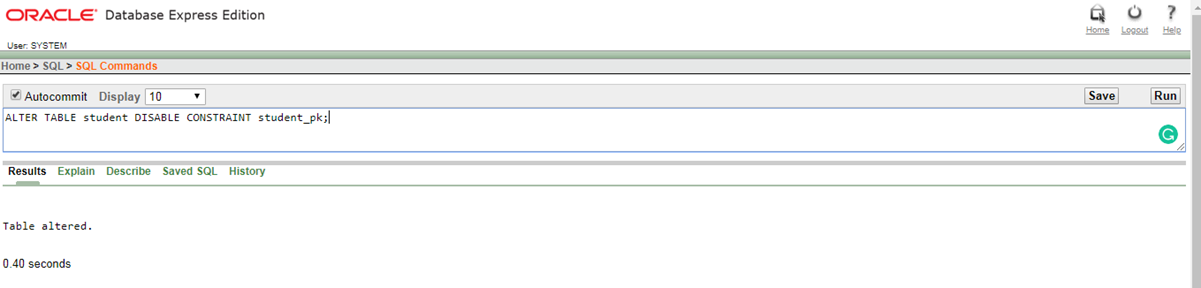 ORACLE® Database Express Edition
Home Logout Help
User: SYSTEM
Home > SQL > SQL Commands
Autocommit Display 10 Save Run
ALTER TABLE student DISABLE CONSTRAINT student_pk;
Results Explain Describe Saved SQL History
Table altered.
0.40 seconds